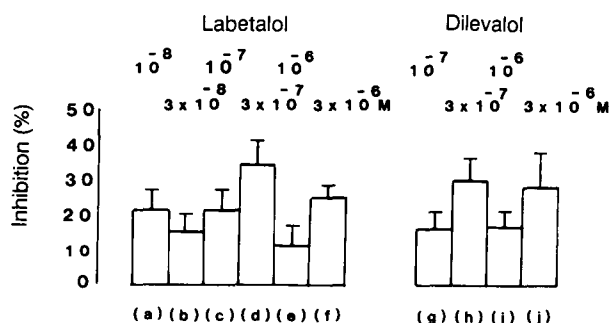 Labetalol Dilevalol
10⁻⁸ 10⁻⁷ 10⁻⁶ 10⁻⁷ 10⁻⁶
3 x 10⁻⁸ 3 x 10⁻⁷ 3 x 10⁻⁶ M 3 x 10⁻⁷ 3 x 10⁻⁶ M
Inhibition (%)
50
40
30
20
10
0
(a) (b) (c) (d) (e) (f) (g) (h) (i) (j)